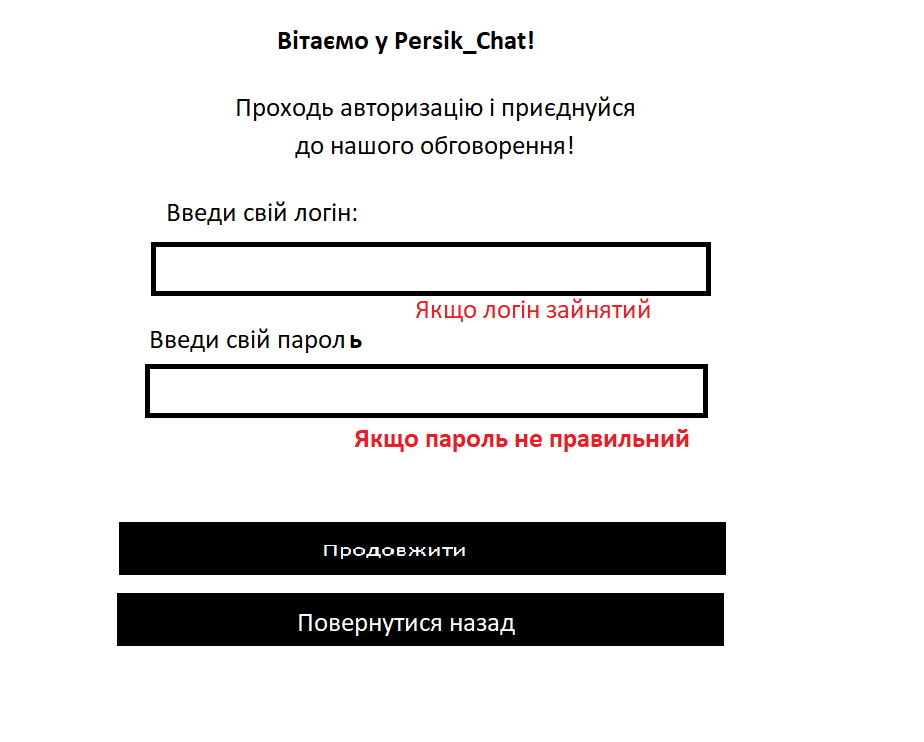 Вітаємо у Persik_Chat!
Проходь авторизацію і приєднуйся
до нашого обговорення!
Введи свій логін:
Якщо логін зайнятий
Введи свій пароль
Якщо пароль не правильний
Продовжити
Повернутися назад